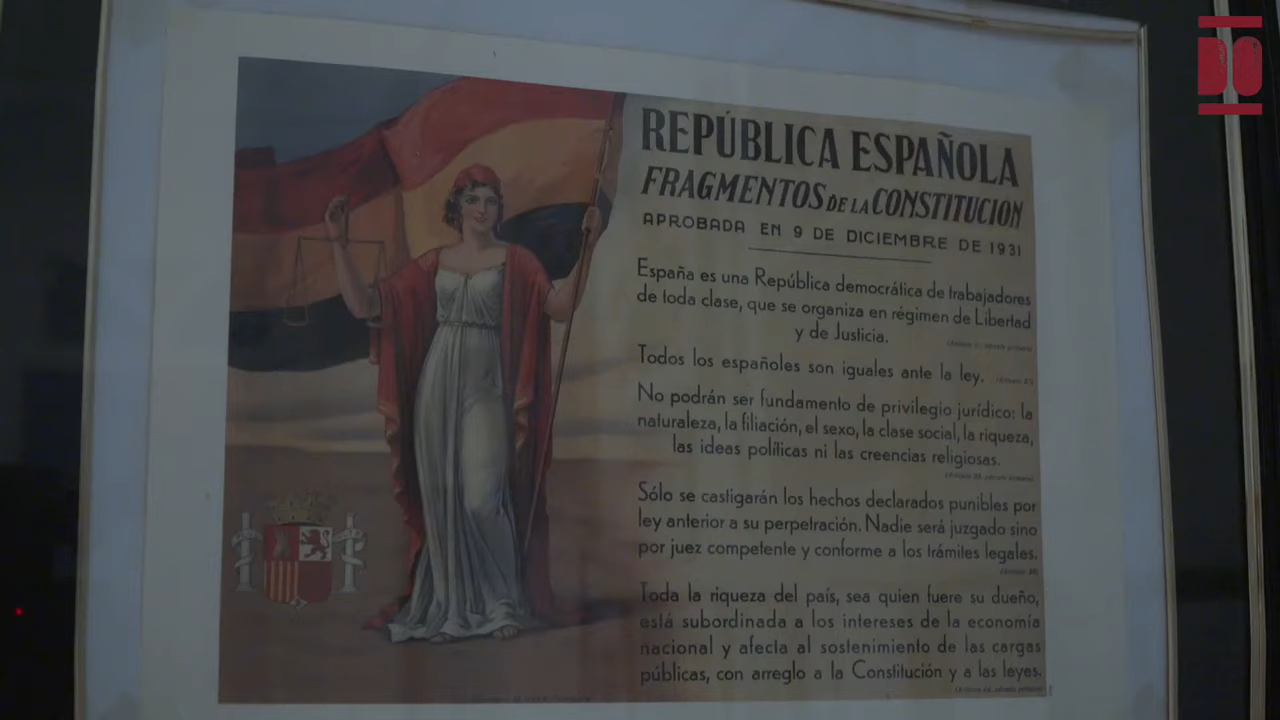 DO
REPÚBLICA ESPAÑOLA
FRAGMENTOS DE LA CONSTITUCIÓN
APROBADA EN 9 DE DICIEMBRE DE 1931
España es una República democrática de trabajadores
de toda clase, que se organiza en régimen de Libertad
y de Justicia.
Todos los españoles son iguales ante la ley.
No podrán ser fundamento de privilegio jurídico: la
naturaleza, la filiación, el sexo, la clase social, la riqueza,
las ideas políticas ni las creencias religiosas.
Sólo se castigarán los hechos declarados punibles por
ley anterior a su perpetración. Nadie será juzgado sino
por juez competente y conforme a los trámites legales.
Toda la riqueza del país, sea quien fuere su dueño,
está subordinada a los intereses de la economía
nacional y afecta al sostenimiento de las cargas
públicas, con arreglo a la Constitución y a las leyes.